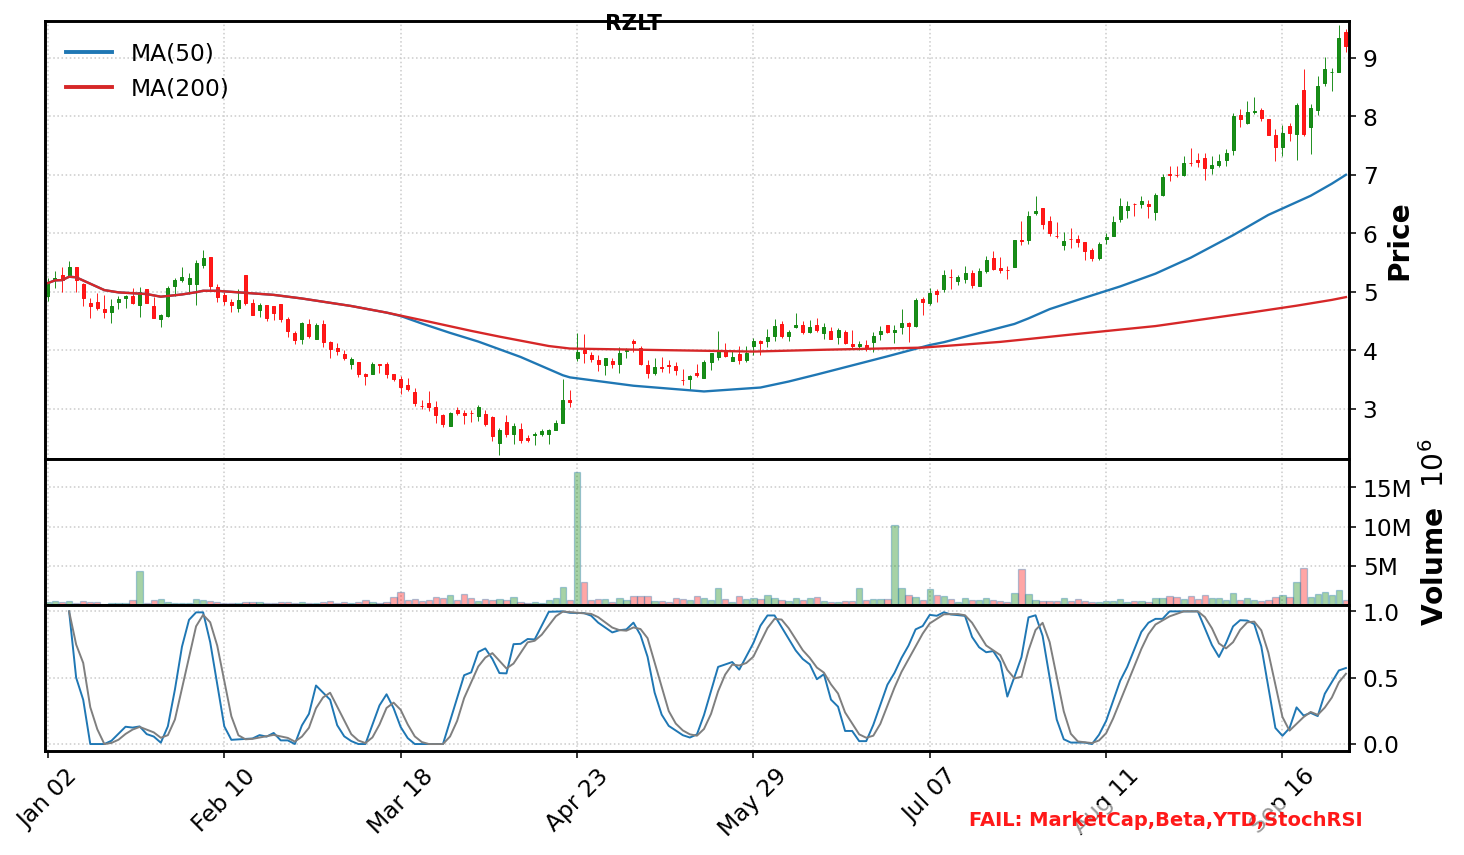 RZLT
MA(50)
MA(200)
9
8
7
6
5
4
3
Price
15M
10M
5M
Volume 10^6
1.0
0.5
0.0
Jan 02
Feb 10
Mar 18
Apr 23
May 29
Jul 07
Aug 11
Sep 16
FAIL: MarketCap,Beta,YTD,StochRSI